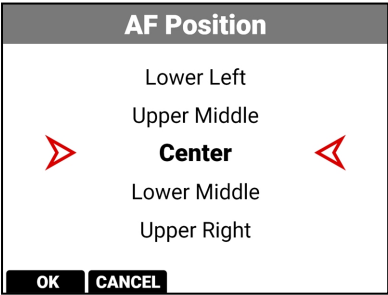 AF Position
Lower Left
Upper Middle
Center
Lower Middle
Upper Right
OK CANCEL